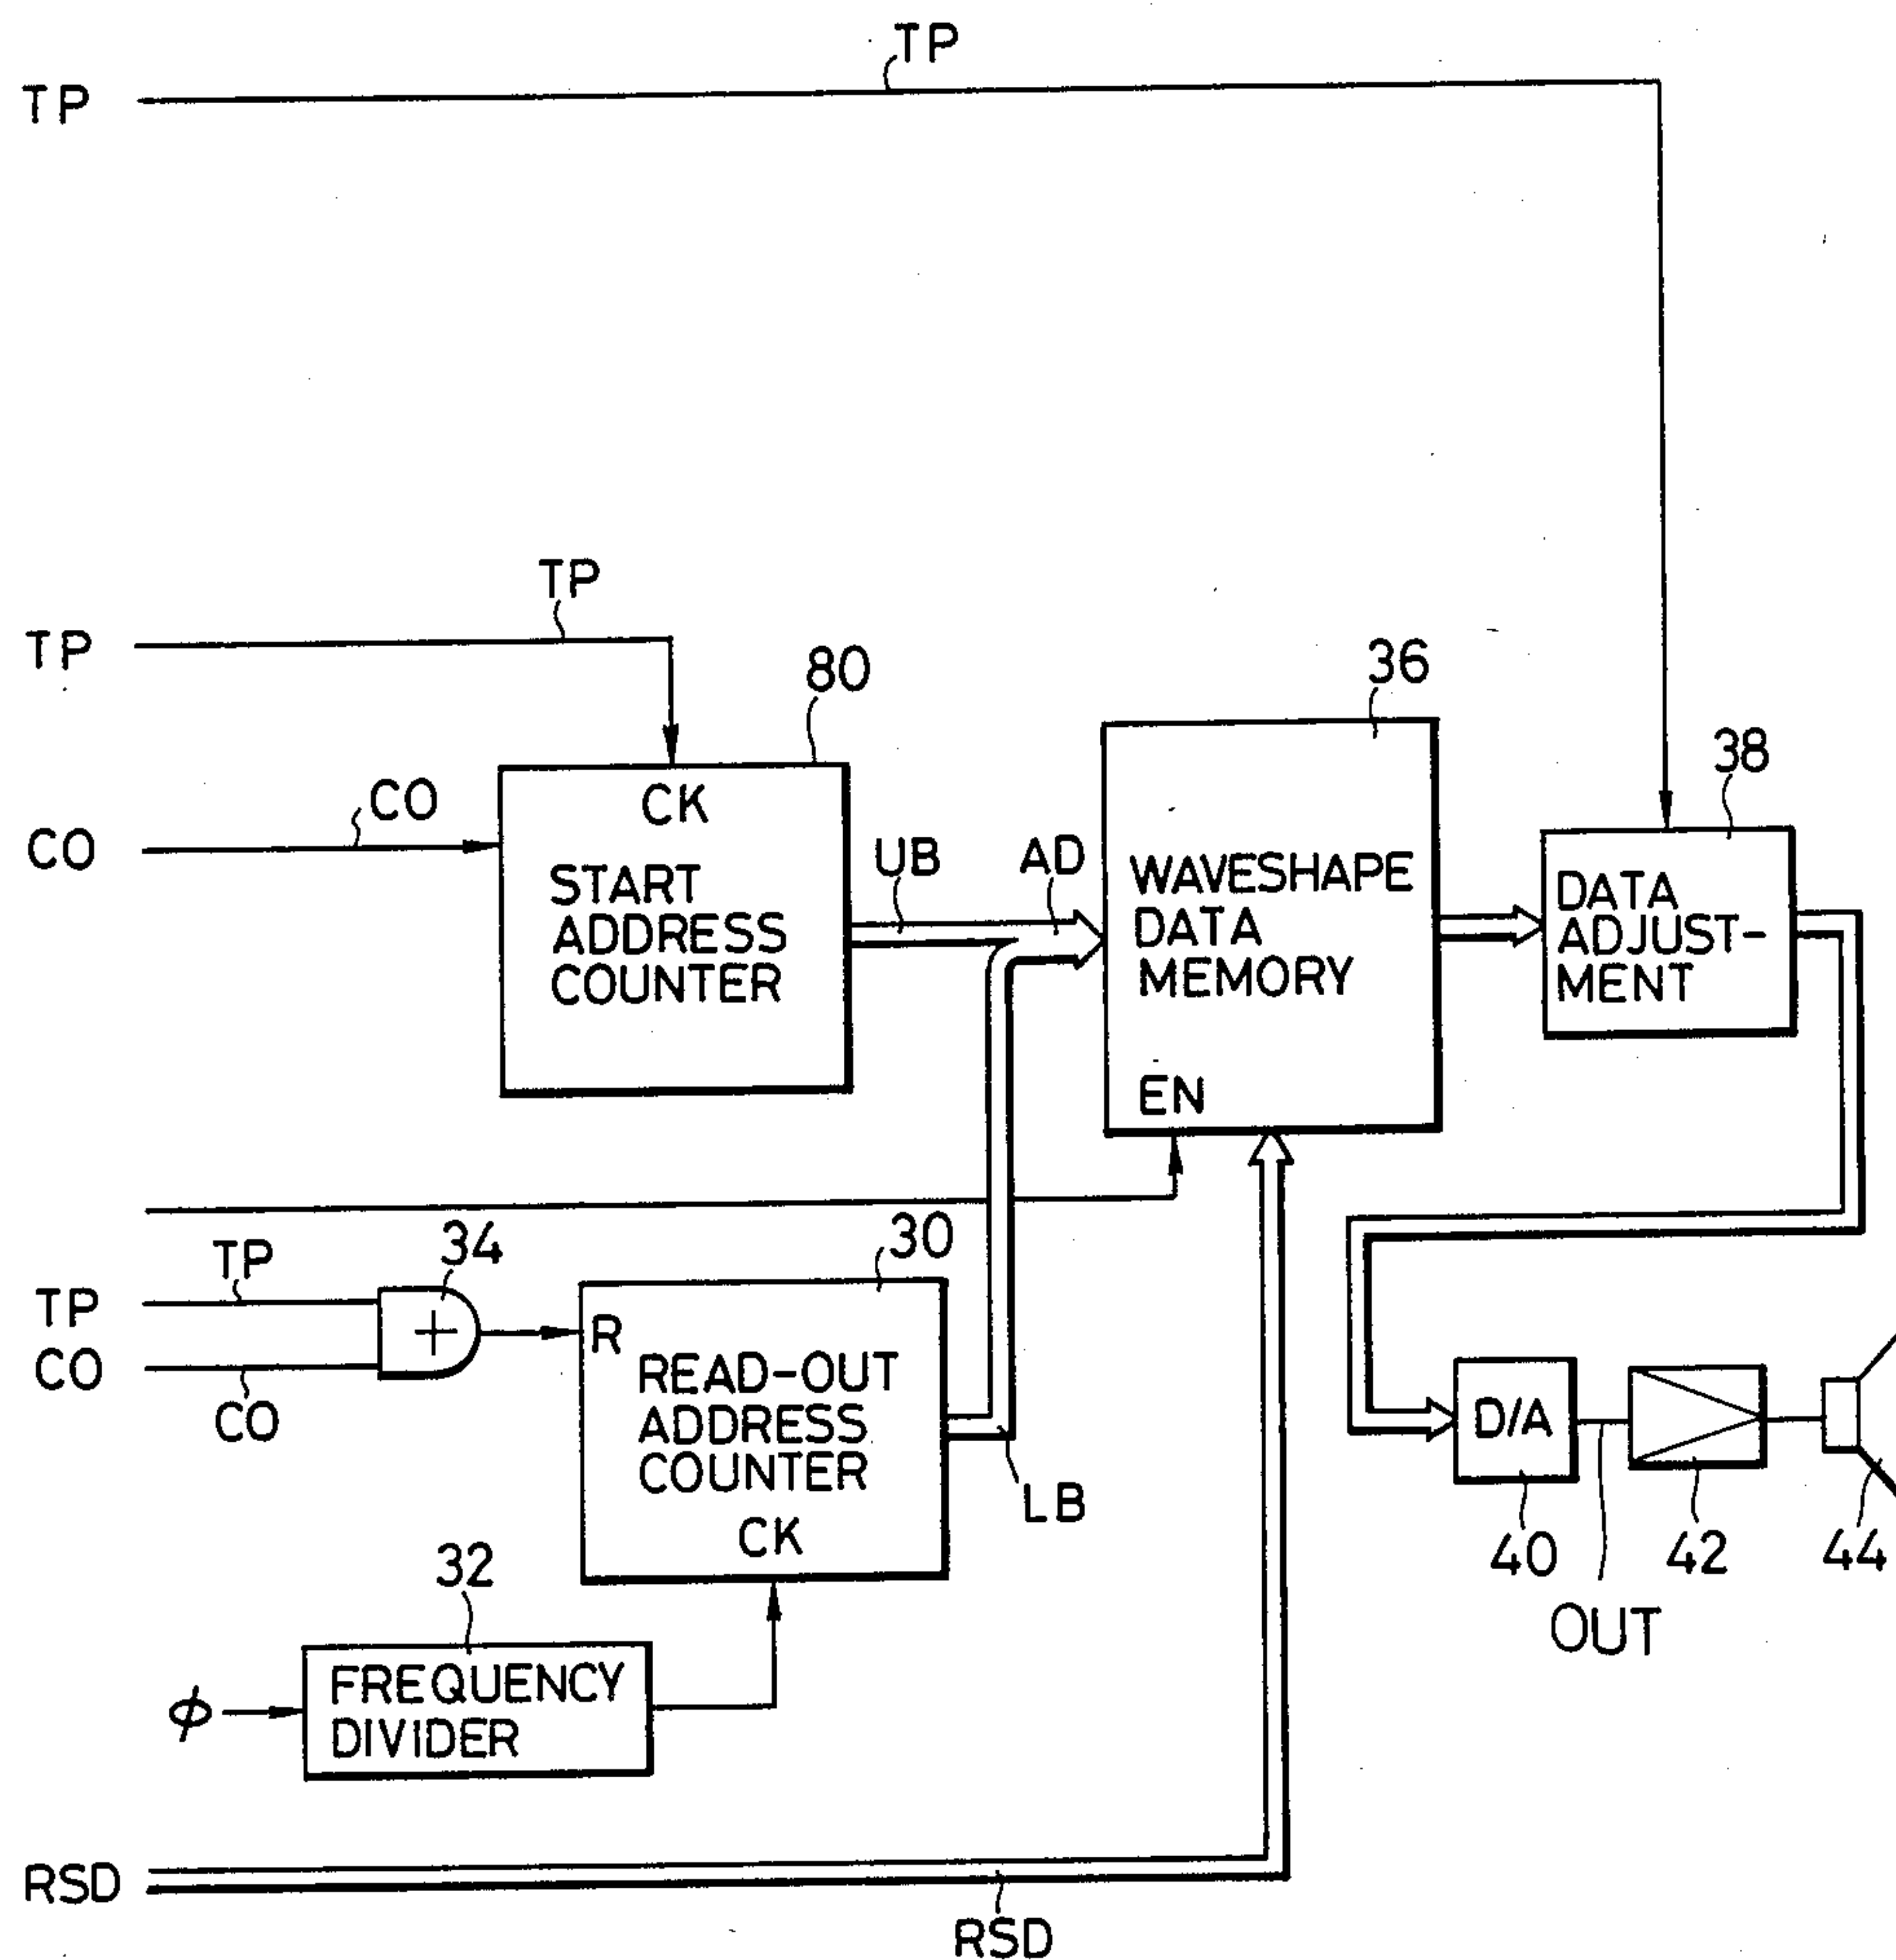 TP
TP
TP
TP
80
36
38
CO
CO
CK
START
ADDRESS
COUNTER
UB
AD
WAVESHAPE
DATA
MEMORY
EN
DATA
ADJUST-
MENT
TP
TP
CO
CO
34
30
R
READ-OUT
ADDRESS
COUNTER
CK
LB
32
FREQUENCY
DIVIDER
ϕ
D/A
40
42
44
OUT
RSD
RSD